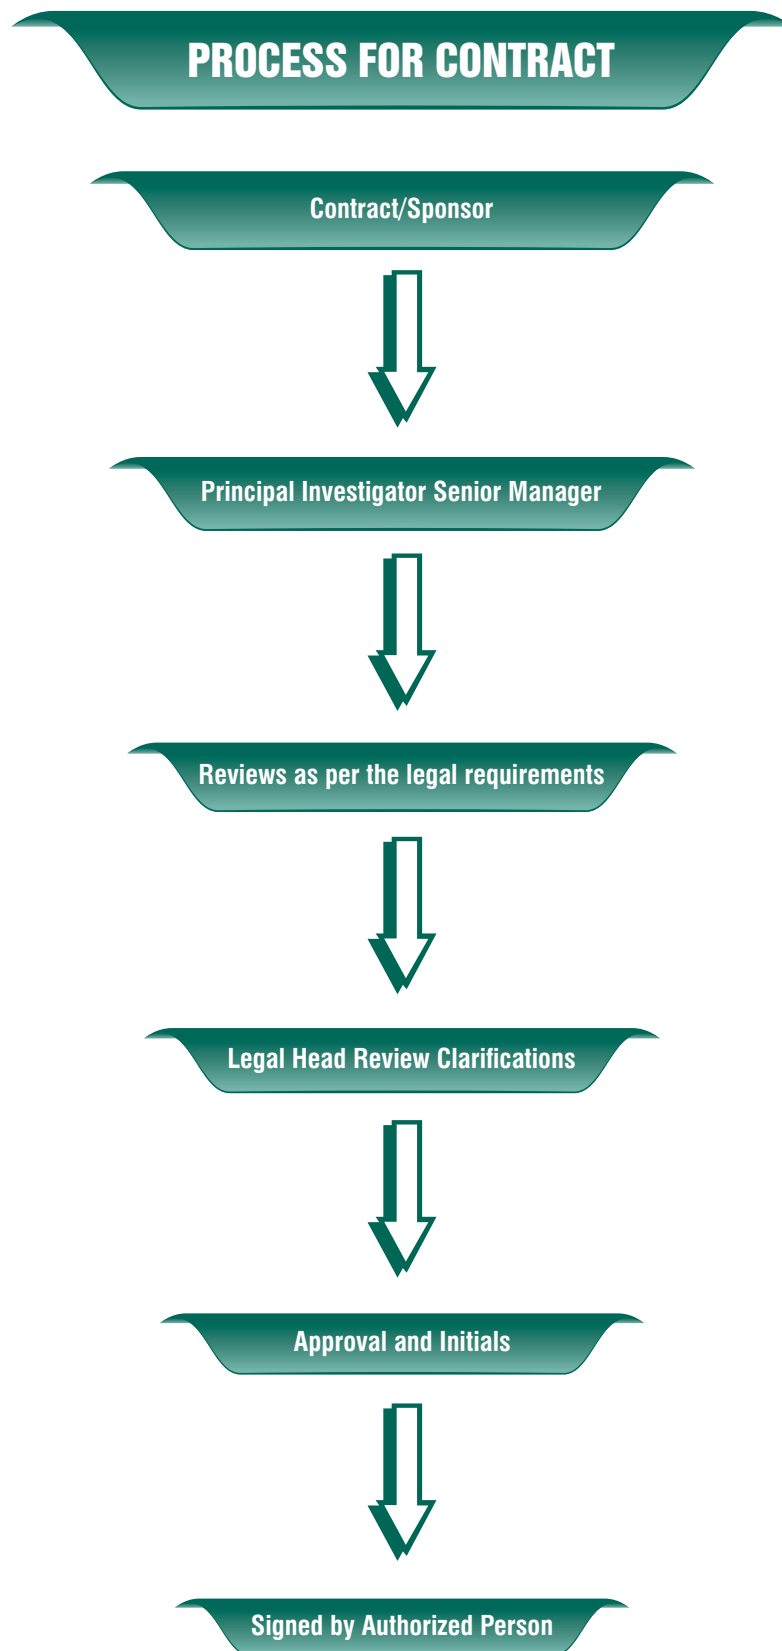 PROCESS FOR CONTRACT
Contract/Sponsor
Principal Investigator Senior Manager
Reviews as per the legal requirements
Legal Head Review Clarifications
Approval and Initials
Signed by Authorized Person